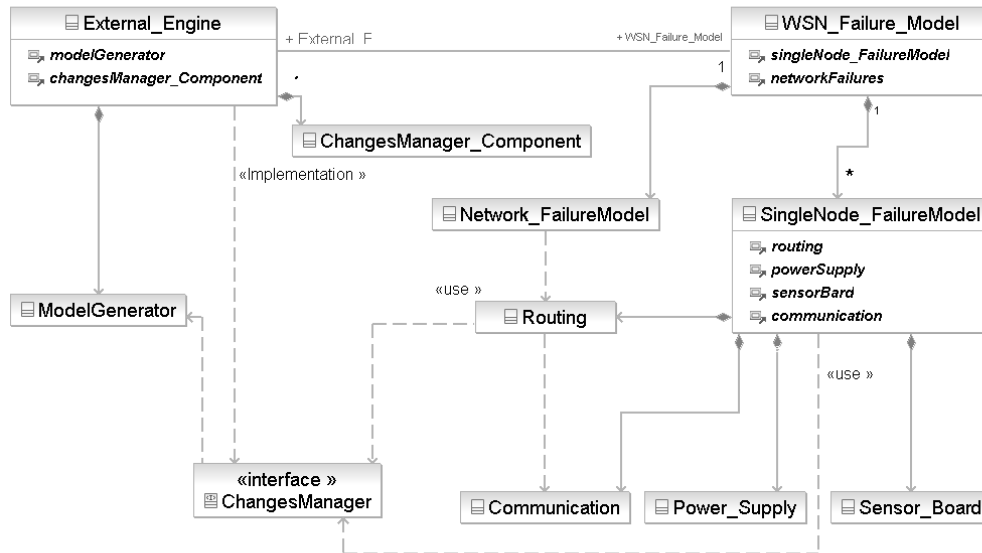 External_Engine
modelGenerator
changesManager_Component
+ External_E
+ WSN_Failure_Model
WSN_Failure_Model
singleNode_FailureModel
networkFailures
1
1
ChangesManager_Component
«Implementation »
*
Network_FailureModel
SingleNode_FailureModel
routing
powerSupply
sensorBard
communication
«use »
ModelGenerator
Routing
«use »
«interface »
ChangesManager
Communication
Power_Supply
Sensor_Board